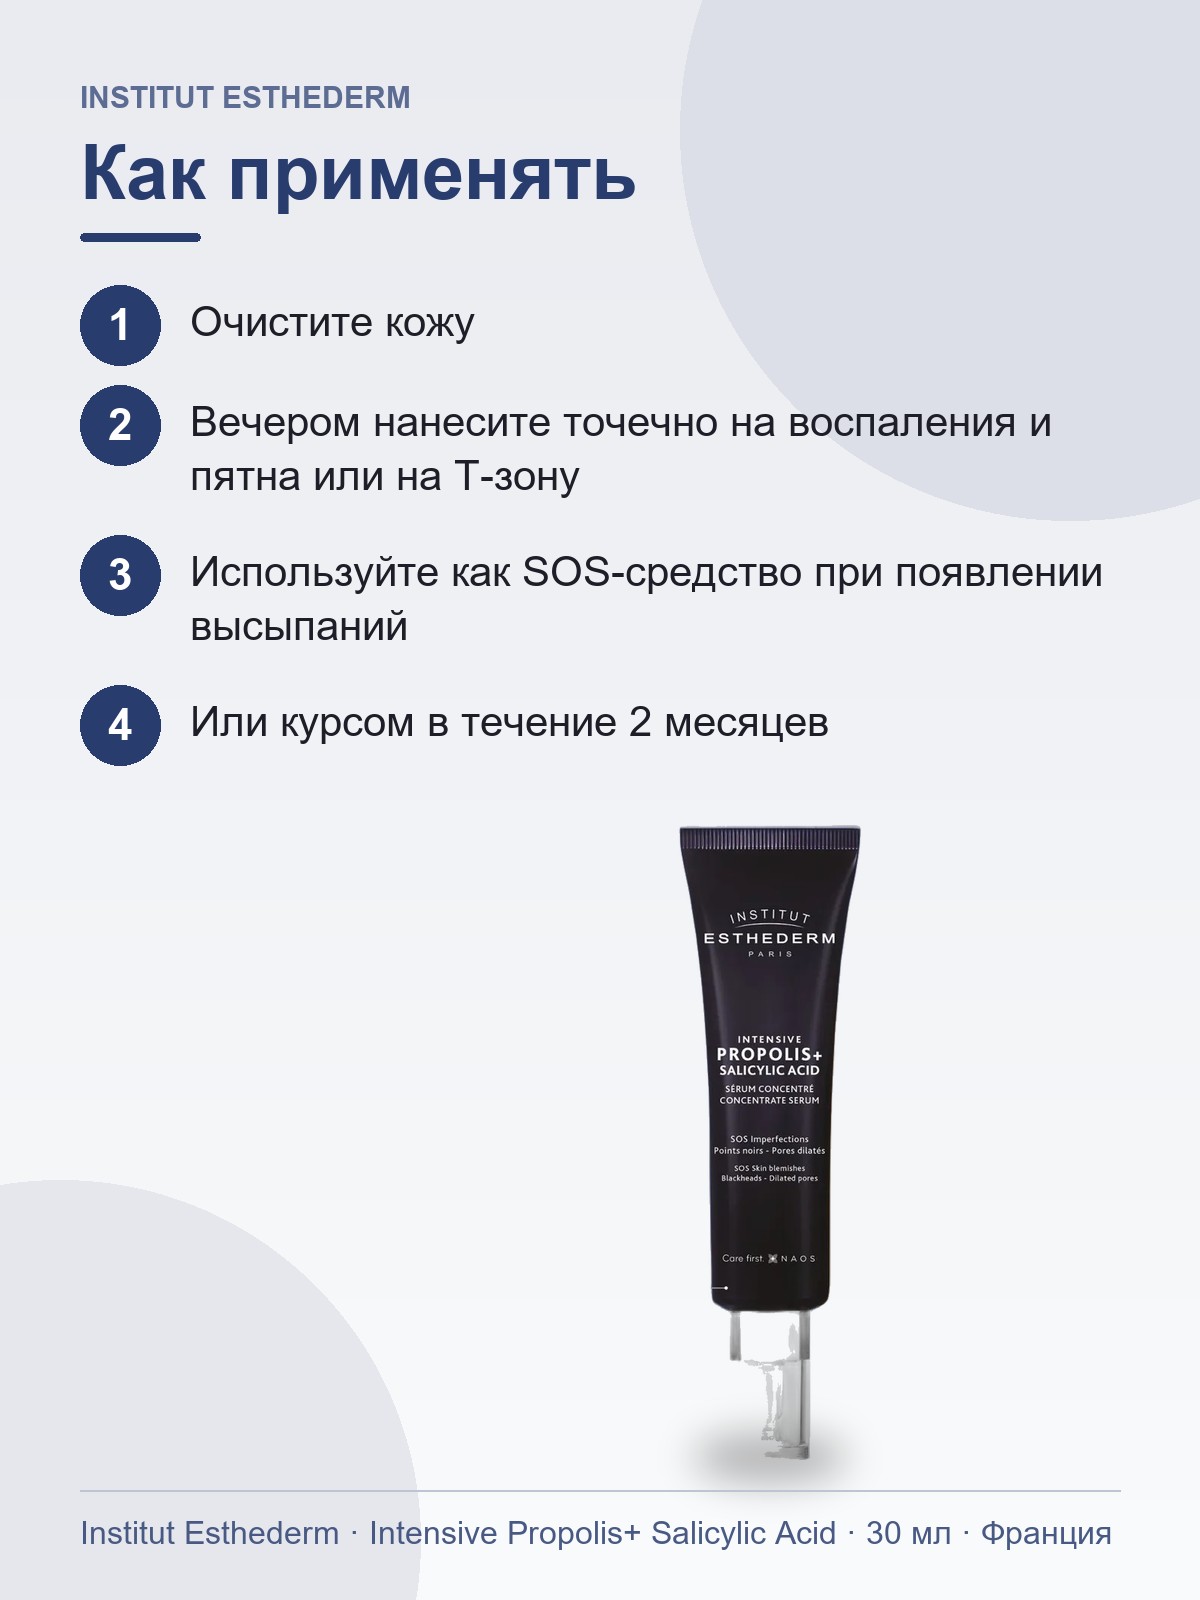 INSTITUT ESTHEDERM
Как применять
1 Очистите кожу
2 Вечером нанесите точечно на воспаления и
пятна или на Т-зону
3 Используйте как SOS-средство при появлении
высыпаний
4 Или курсом в течение 2 месяцев
INSTITUT
ESTHEDERM
PARIS
INTENSIVE
PROPOLIS+
SALICYLIC ACID
SÉRUM CONCENTRÉ
CONCENTRATE SERUM
SOS Imperfections
Points noirs - Pores dilatés
SOS Skin blemishes
Blackheads - Dilated pores
Care first. NAOS
Institut Esthederm · Intensive Propolis+ Salicylic Acid · 30 мл · Франция